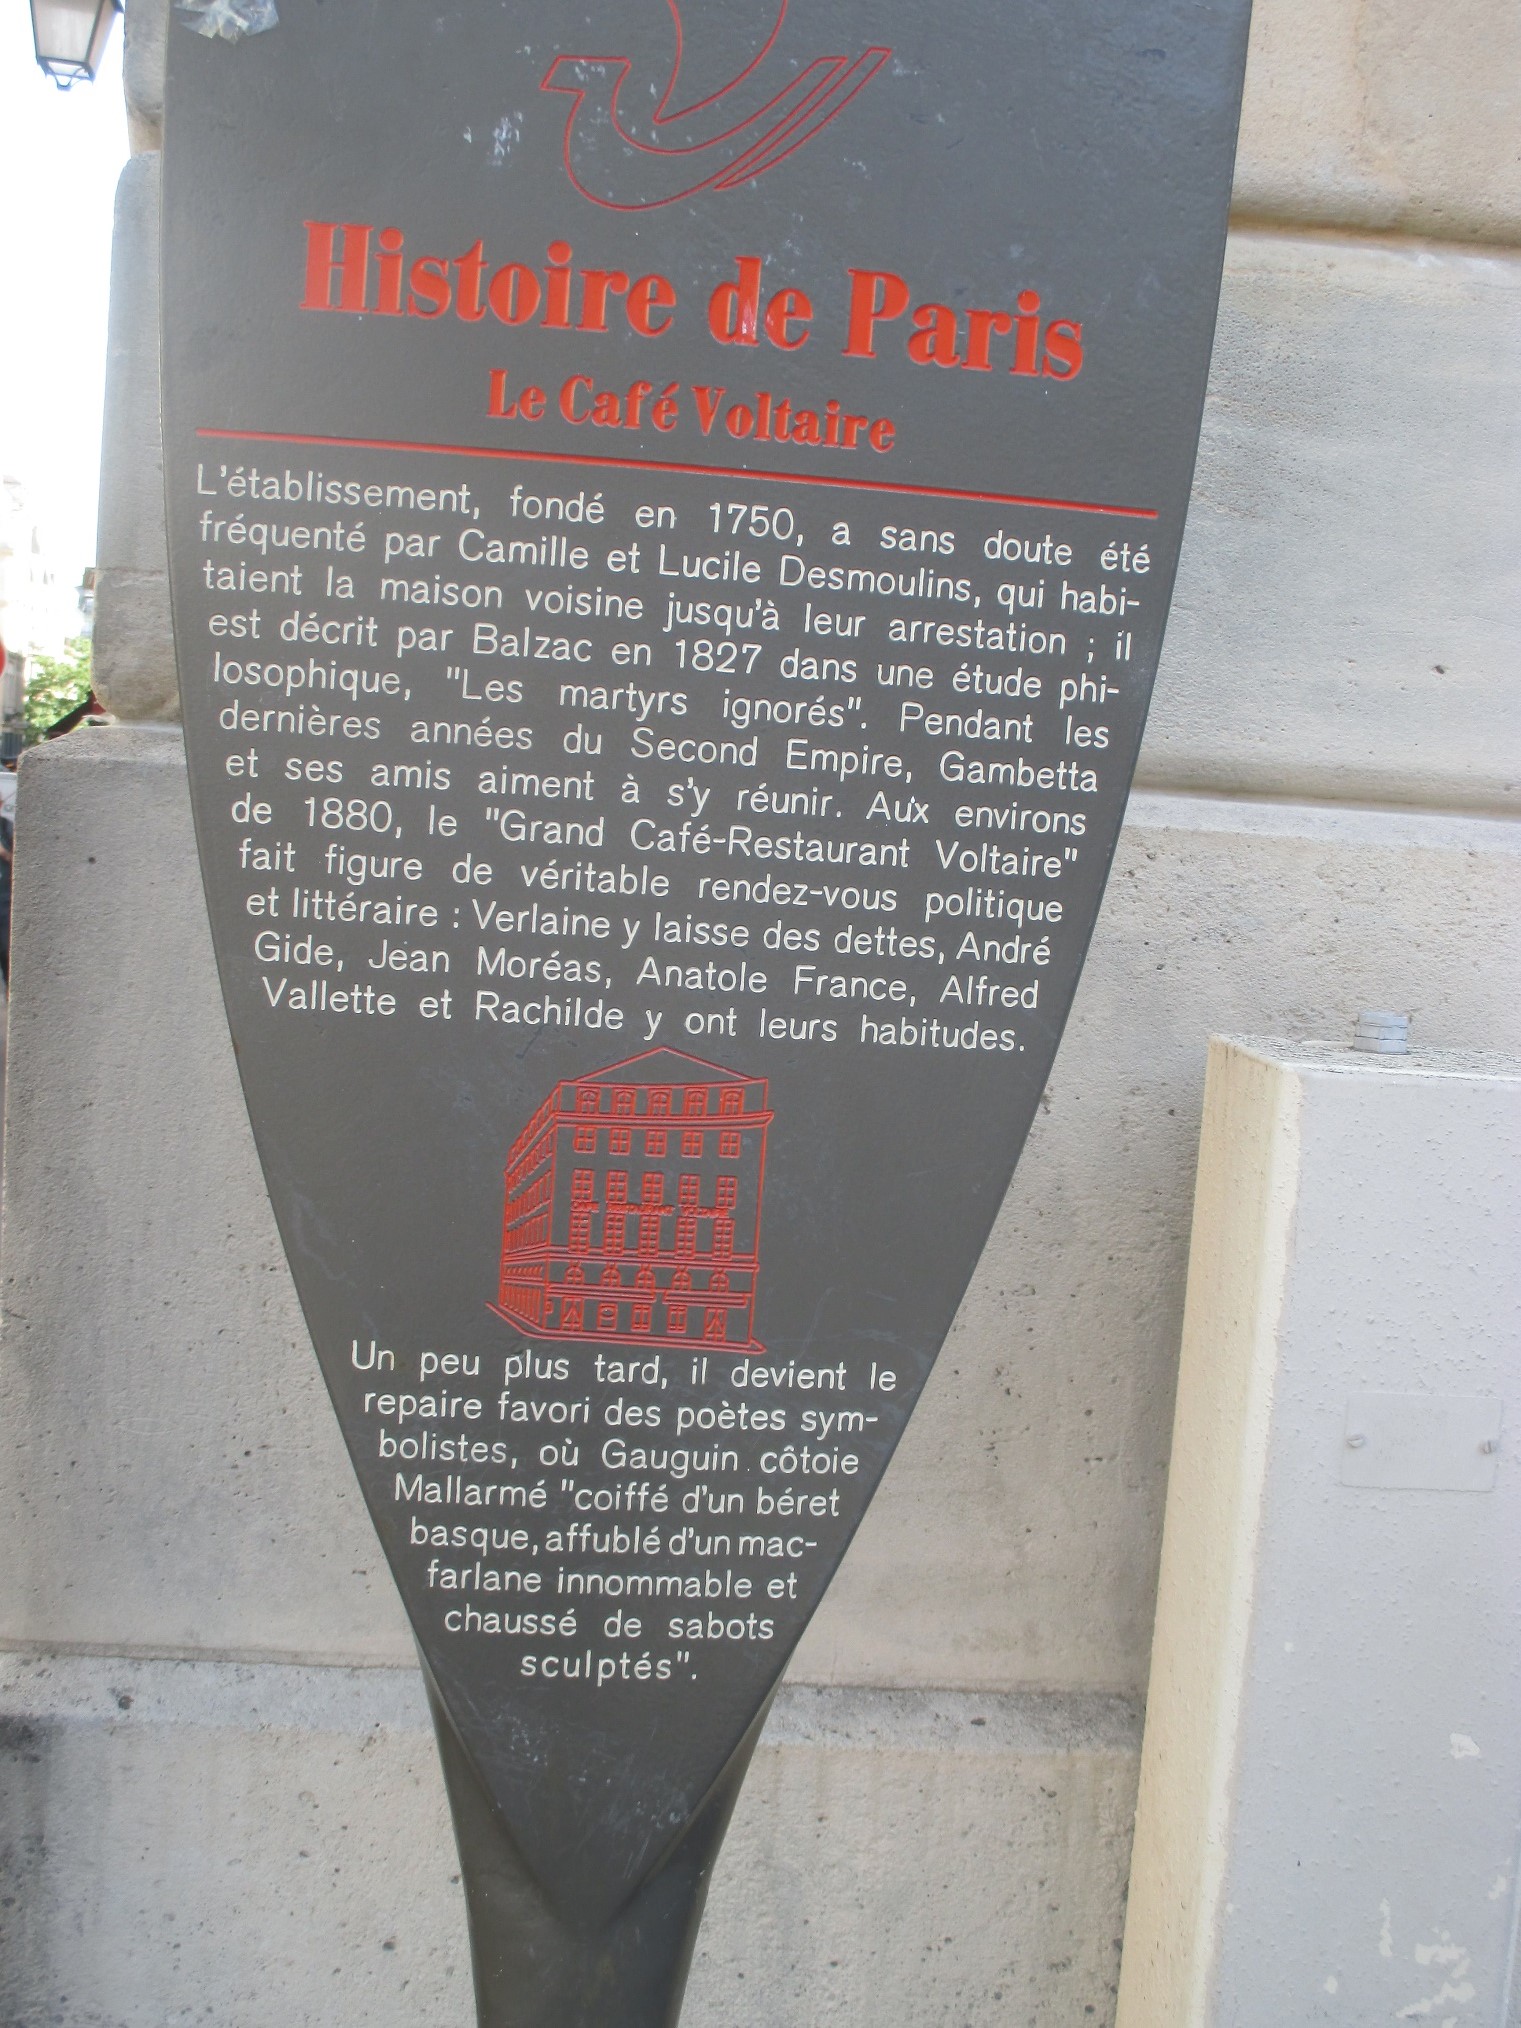 Histoire de Paris
Le Café Voltaire
L'établissement, fondé en 1750, a sans doute été
fréquenté par Camille et Lucile Desmoulins, qui habi-
taient la maison voisine jusqu'à leur arrestation ; il
est décrit par Balzac en 1827 dans une étude phi-
losophique, "Les martyrs ignorés". Pendant les
dernières années du Second Empire, Gambetta
et ses amis aiment à s'y réunir. Aux environs
de 1880, le "Grand Café-Restaurant Voltaire"
fait figure de véritable rendez-vous politique
et littéraire : Verlaine y laisse des dettes, André
Gide, Jean Moréas, Anatole France, Alfred
Vallette et Rachilde y ont leurs habitudes.
CAFE RESTAURANT VOLTAIRE
Un peu plus tard, il devient le
repaire favori des poètes sym-
bolistes, où Gauguin côtoie
Mallarmé "coiffé d'un béret
basque, affublé d'un mac-
farlane innommable et
chaussé de sabots
sculptés".